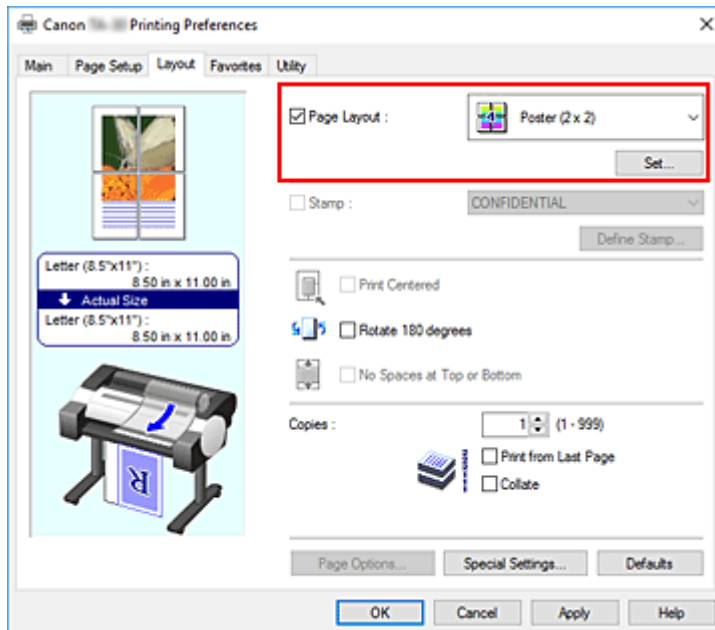 Canon Printing Preferences
Main Page Setup Layout Favorites Utility
Page Layout : 4 Poster (2 x 2)
Set...
Stamp : CONFIDENTIAL
Define Stamp...
Letter (8.5"x11") :
8.50 in x 11.00 in
Actual Size
Letter (8.5"x11") :
8.50 in x 11.00 in
Print Centered
Rotate 180 degrees
No Spaces at Top or Bottom
Copies : 1 (1 - 999)
Print from Last Page
Collate
R
Page Options... Special Settings... Defaults
OK Cancel Apply Help